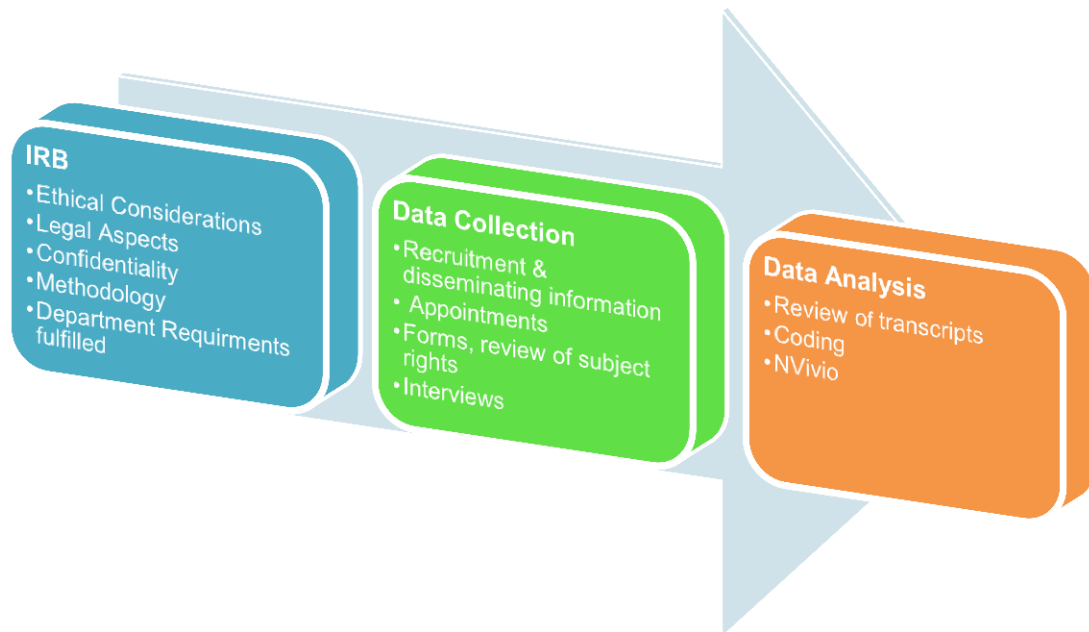 IRB
•Ethical Considerations
•Legal Aspects
•Confidentiality
•Methodology
•Department Requirments
fulfilled
Data Collection
•Recruitment &
disseminating information
• Appointments
•Forms, review of subject
rights
•Interviews
Data Analysis
•Review of transcripts
•Coding
•NVivio